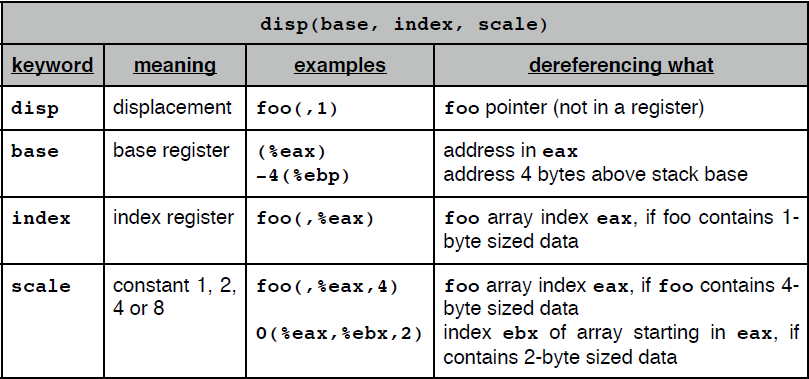 disp(base, index, scale)
keyword meaning examples dereferencing what
disp displacement foo(,1) foo pointer (not in a register)
base base register (%eax) address in eax
-4(%ebp) address 4 bytes above stack base
index index register foo(,%eax) foo array index eax, if foo contains 1-
byte sized data
scale constant 1, 2, foo(,%eax,4) foo array index eax, if foo contains 4-
4 or 8 byte sized data
0(%eax,%ebx,2) index ebx of array starting in eax, if
contains 2-byte sized data